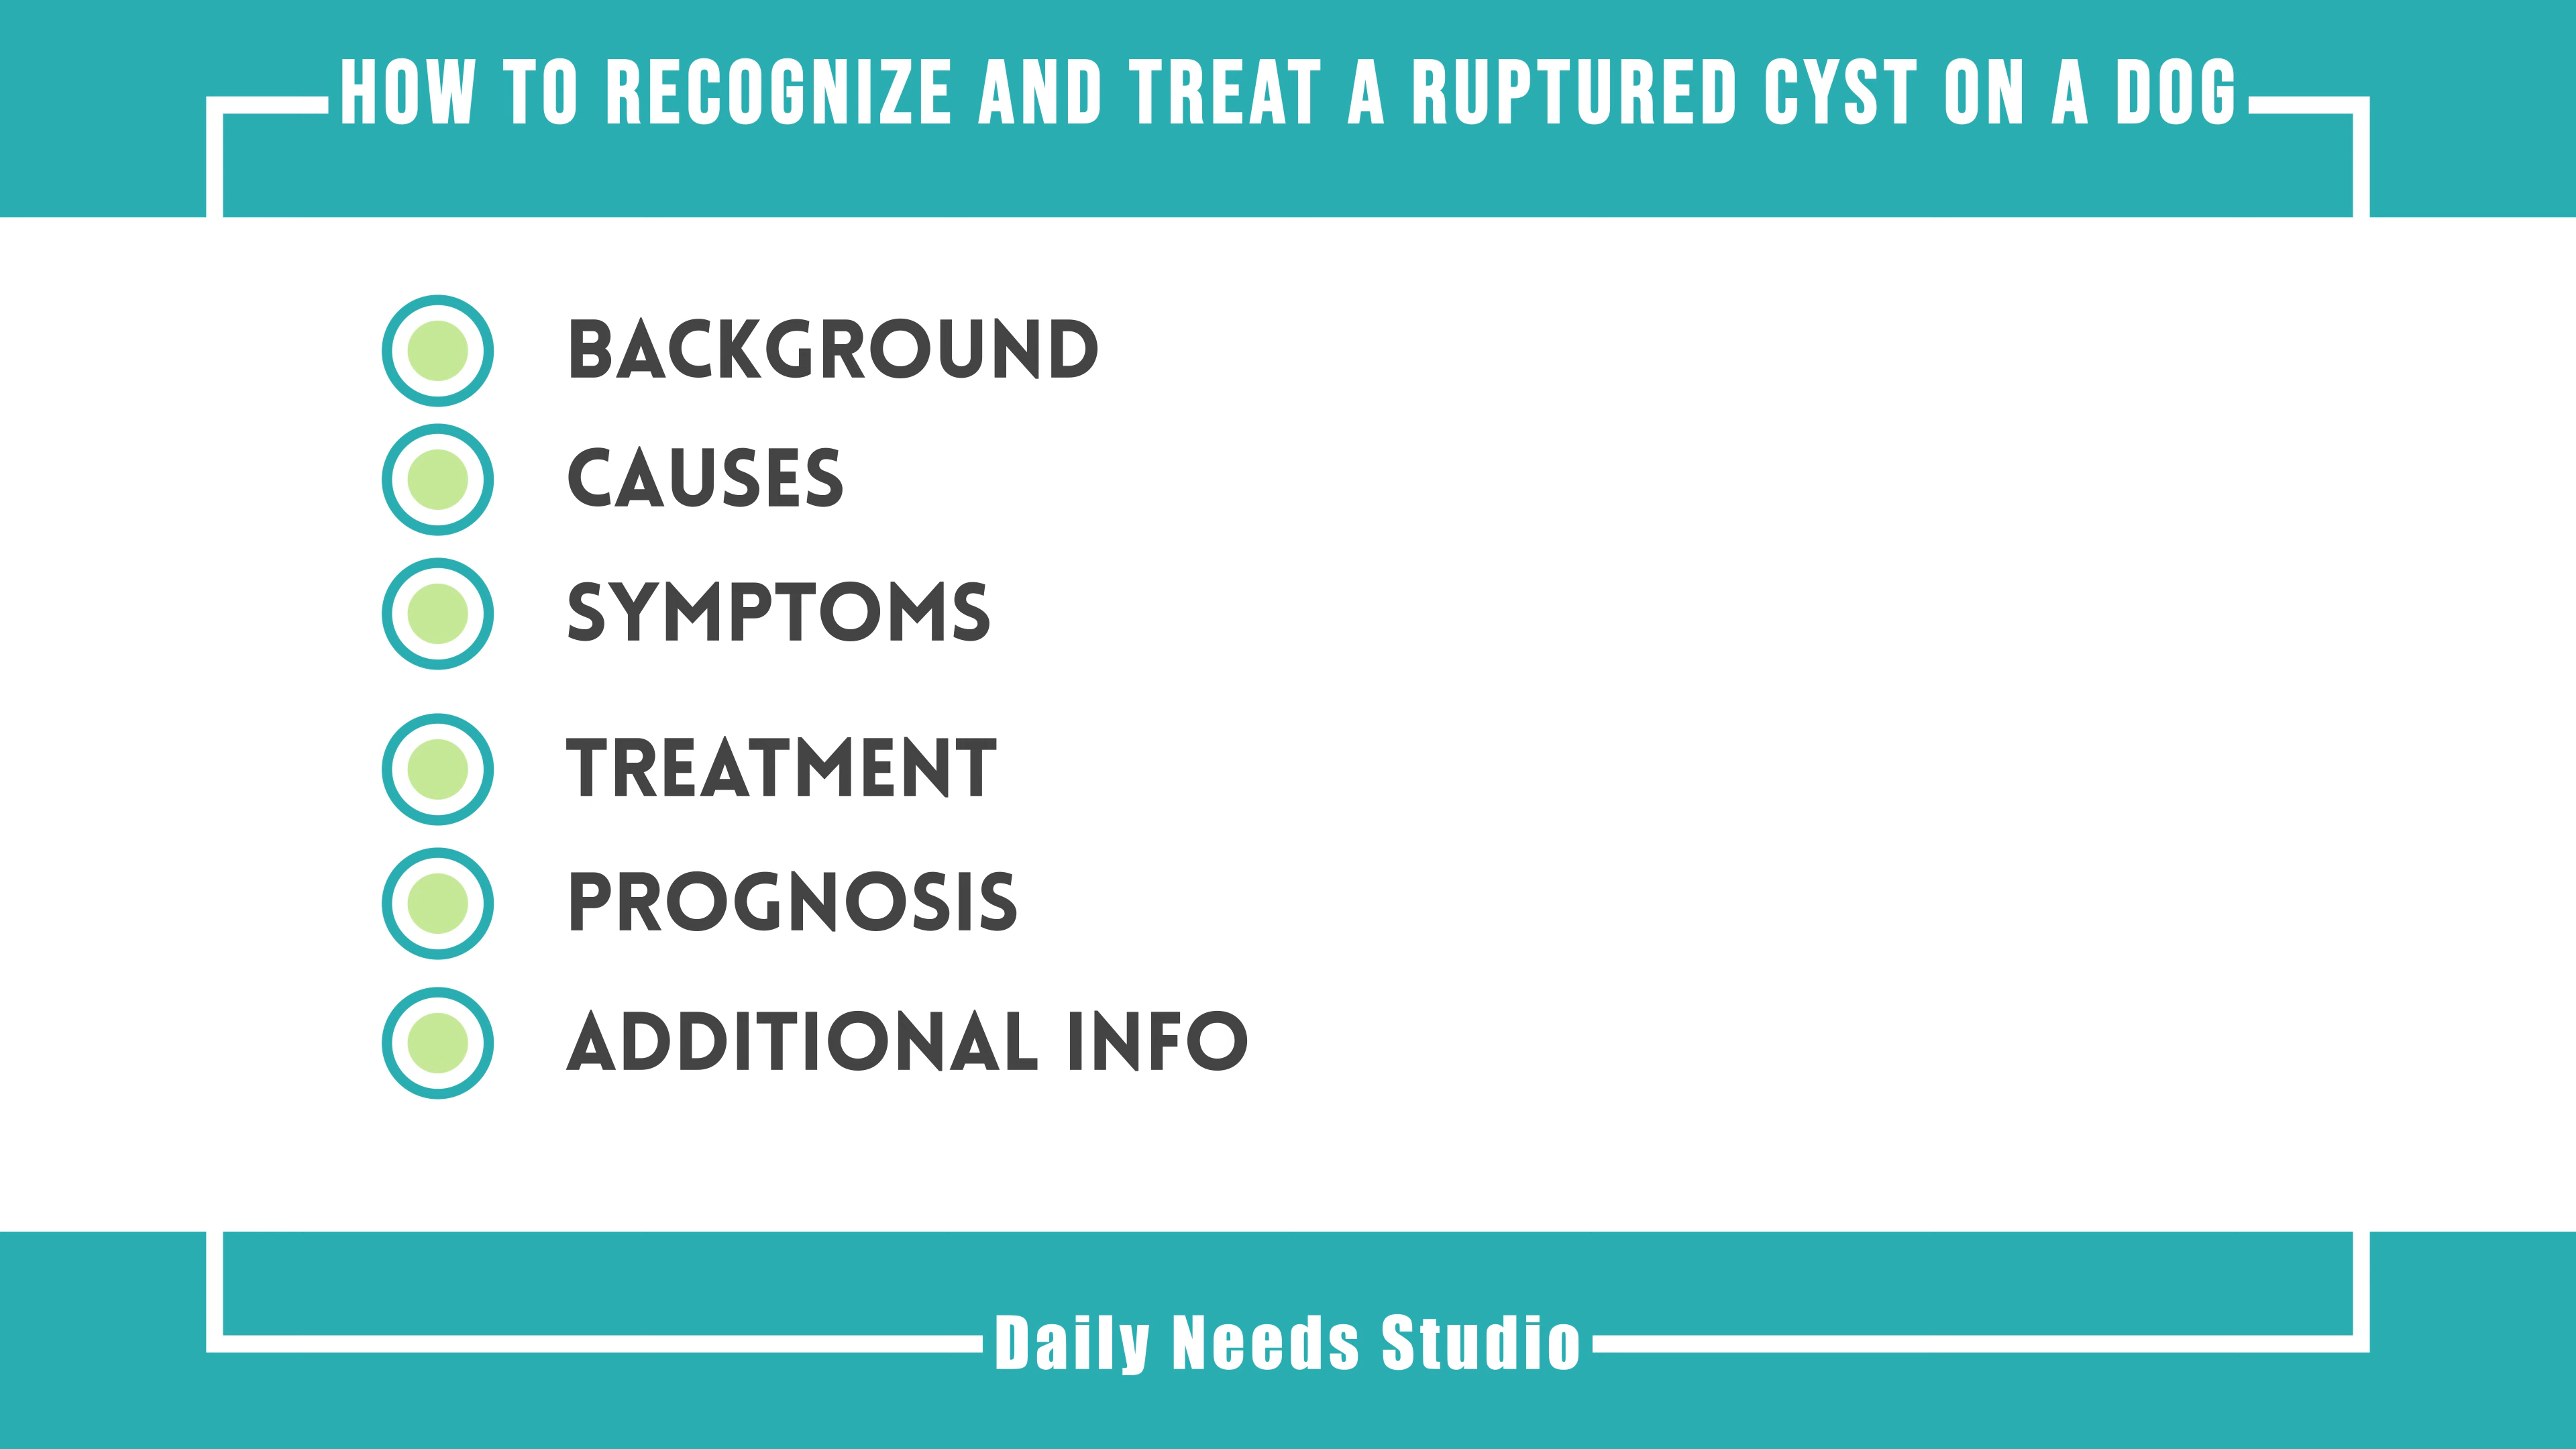 HOW TO RECOGNIZE AND TREAT A RUPTURED CYST ON A DOG
BACKGROUND
CAUSES
SYMPTOMS
TREATMENT
PROGNOSIS
ADDITIONAL INFO
Daily Needs Studio